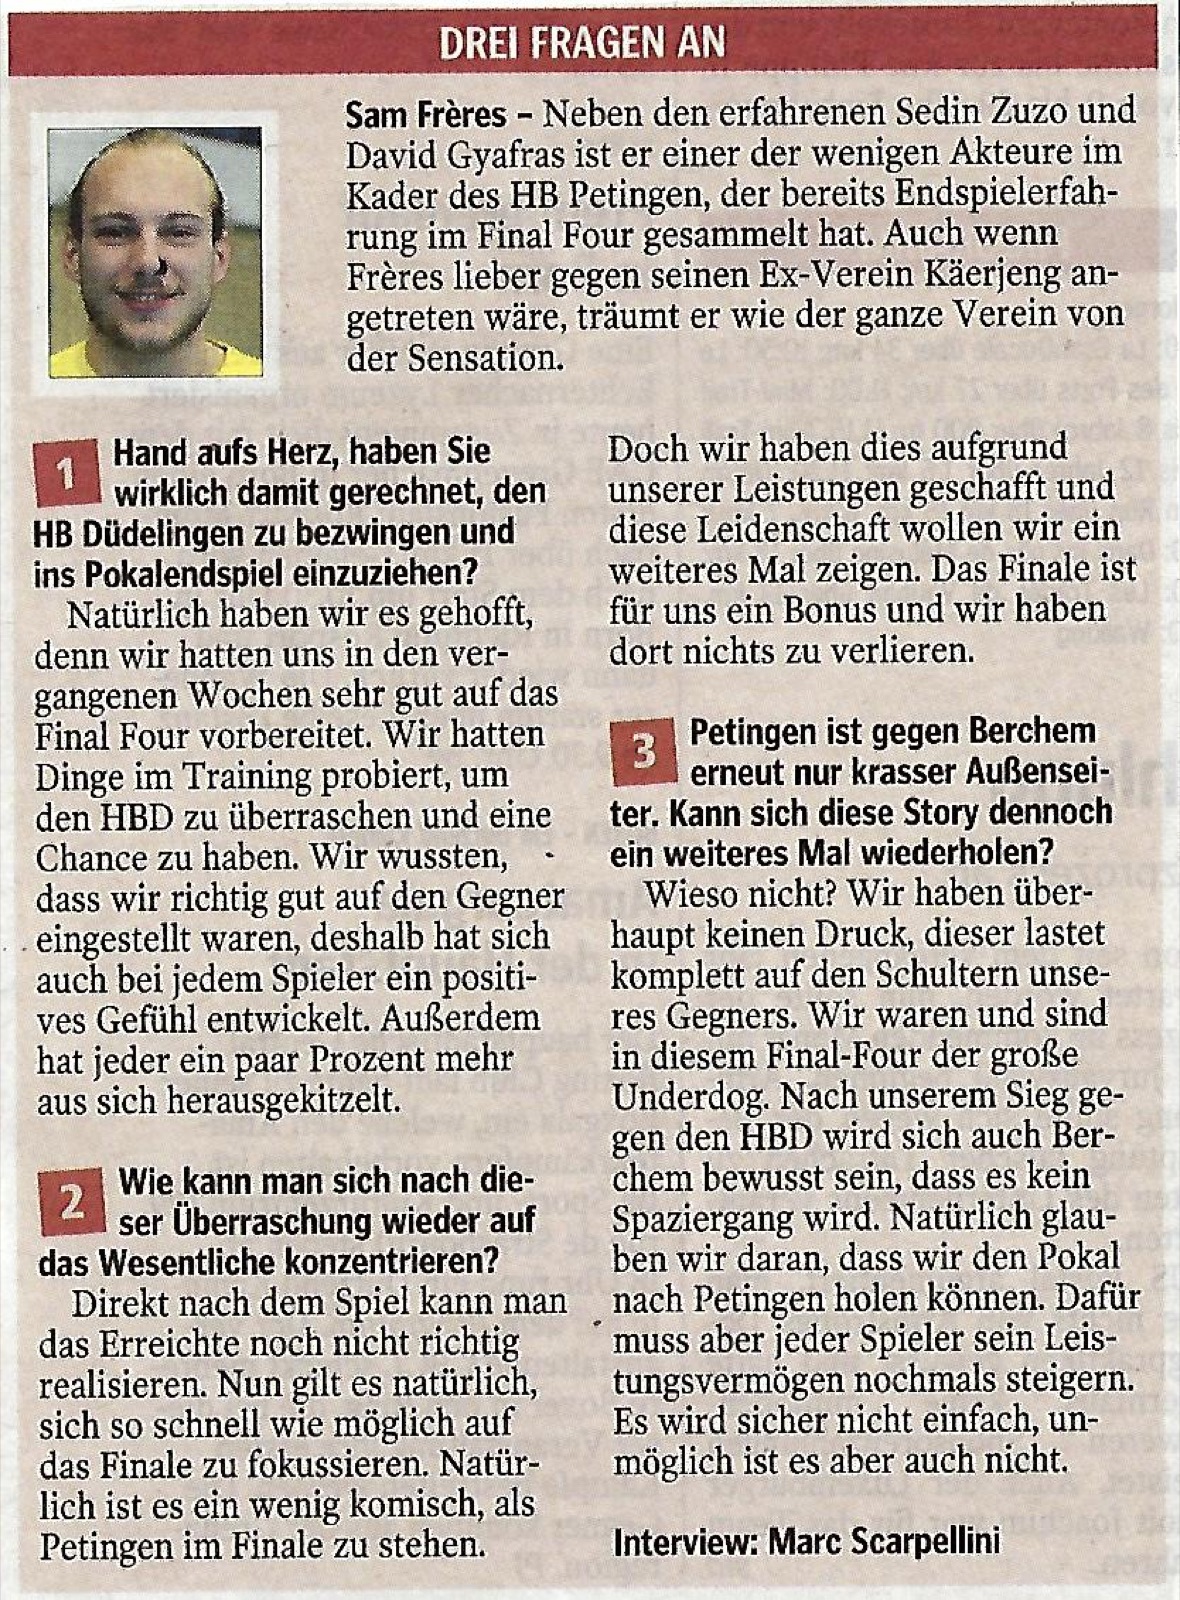 DREI FRAGEN AN
Sam Frères – Neben den erfahrenen Sedin Zuzo und
David Gyafras ist er einer der wenigen Akteure im
Kader des HB Petingen, der bereits Endspielerfah-
rung im Final Four gesammelt hat. Auch wenn
Frères lieber gegen seinen Ex-Verein Käerjeng an-
getreten wäre, träumt er wie der ganze Verein von
der Sensation.
1 Hand aufs Herz, haben Sie
wirklich damit gerechnet, den
HB Düdelingen zu bezwingen und
ins Pokalendspiel einzuziehen?
Natürlich haben wir es gehofft,
denn wir hatten uns in den ver-
gangenen Wochen sehr gut auf das
Final Four vorbereitet. Wir hatten
Dinge im Training probiert, um
den HBD zu überraschen und eine
Chance zu haben. Wir wussten,
dass wir richtig gut auf den Gegner
eingestellt waren, deshalb hat sich
auch bei jedem Spieler ein positi-
ves Gefühl entwickelt. Außerdem
hat jeder ein paar Prozent mehr
aus sich herausgekitzelt.
2 Wie kann man sich nach die-
ser Überraschung wieder auf
das Wesentliche konzentrieren?
Direkt nach dem Spiel kann man
das Erreichte noch nicht richtig
realisieren. Nun gilt es natürlich,
sich so schnell wie möglich auf
das Finale zu fokussieren. Natür-
lich ist es ein wenig komisch, als
Petingen im Finale zu stehen.
Doch wir haben dies aufgrund
unserer Leistungen geschafft und
diese Leidenschaft wollen wir ein
weiteres Mal zeigen. Das Finale ist
für uns ein Bonus und wir haben
dort nichts zu verlieren.
3 Petingen ist gegen Berchem
erneut nur krasser Außensei-
ter. Kann sich diese Story dennoch
ein weiteres Mal wiederholen?
Wieso nicht? Wir haben über-
haupt keinen Druck, dieser lastet
komplett auf den Schultern unse-
res Gegners. Wir waren und sind
in diesem Final-Four der große
Underdog. Nach unserem Sieg ge-
gen den HBD wird sich auch Ber-
chem bewusst sein, dass es kein
Spaziergang wird. Natürlich glau-
ben wir daran, dass wir den Pokal
nach Petingen holen können. Dafür
muss aber jeder Spieler sein Leis-
tungsvermögen nochmals steigern.
Es wird sicher nicht einfach, un-
möglich ist es aber auch nicht.
Interview: Marc Scarpellini